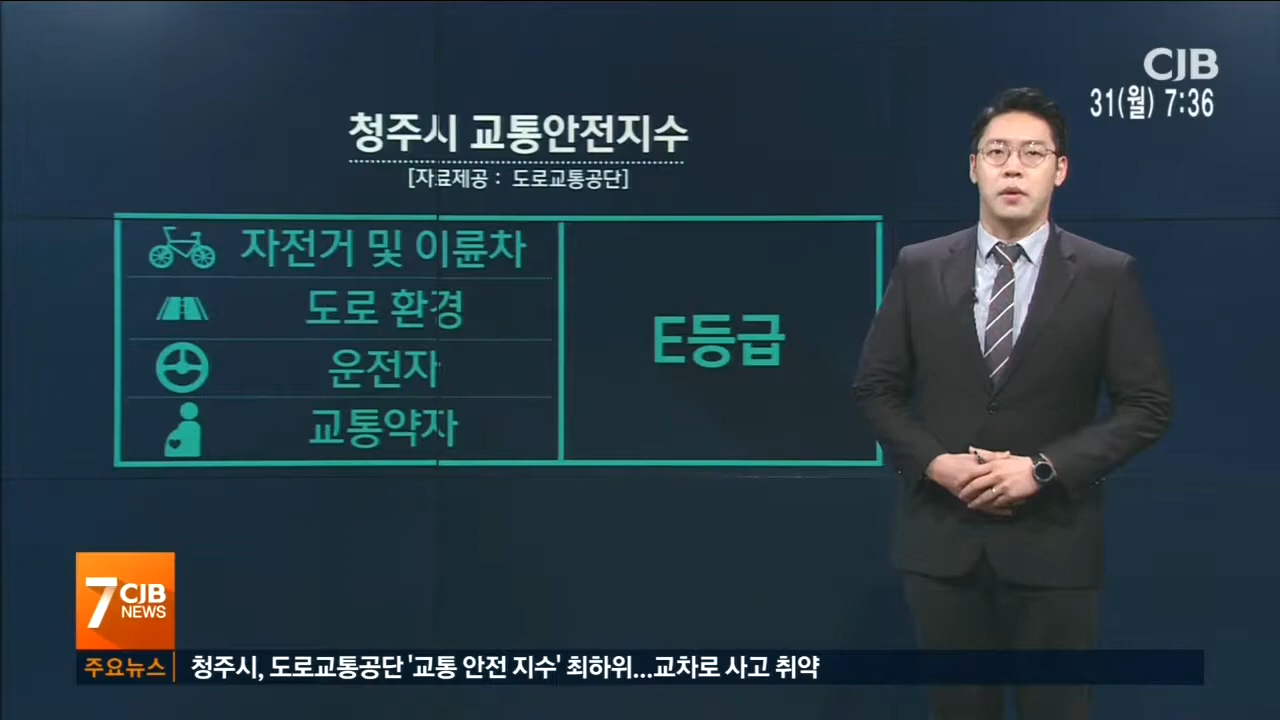 CJB
31(월) 7:36
청주시 교통안전지수
[자료제공 : 도로교통공단]
자전거 및 이륜차
도로 환경
운전자
교통약자
E등급
7 CJB NEWS
주요뉴스 청주시, 도로교통공단 '교통 안전 지수' 최하위...교차로 사고 취약